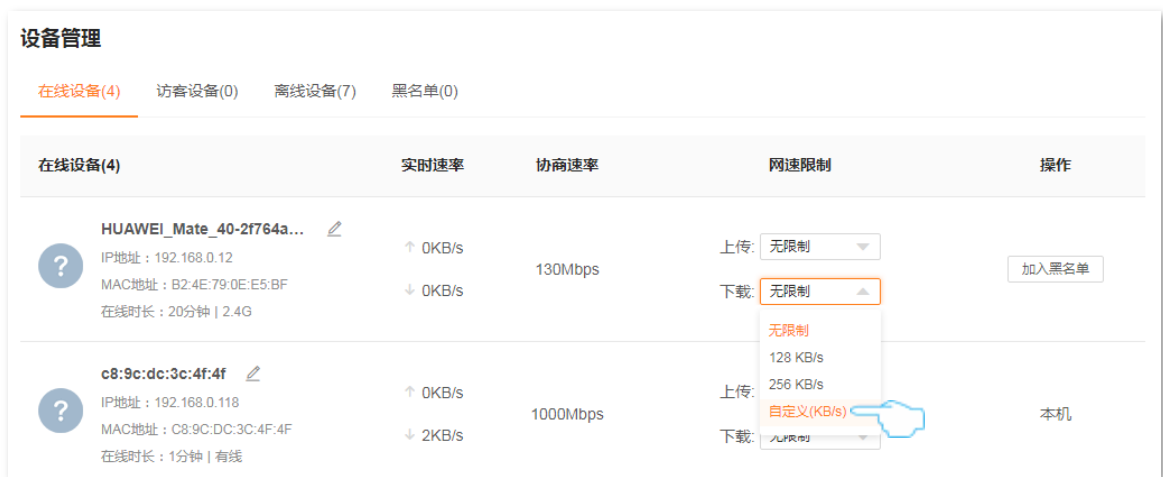 设备管理
在线设备(4) 访客设备(0) 离线设备(7) 黑名单(0)
在线设备(4) 实时速率 协商速率 网速限制 操作
HUAWEI_Mate_40-2f764a...
IP地址：192.168.0.12
MAC地址：B2:4E:79:0E:E5:BF
在线时长：20分钟 | 2.4G
↑ 0KB/s
↓ 0KB/s
130Mbps
上传: 无限制
下载: 无限制
加入黑名单
无限制
128 KB/s
256 KB/s
自定义(KB/s)
c8:9c:dc:3c:4f:4f
IP地址：192.168.0.118
MAC地址：C8:9C:DC:3C:4F:4F
在线时长：1分钟 | 有线
↑ 0KB/s
↓ 2KB/s
1000Mbps
上传:
下载: 无限制
本机